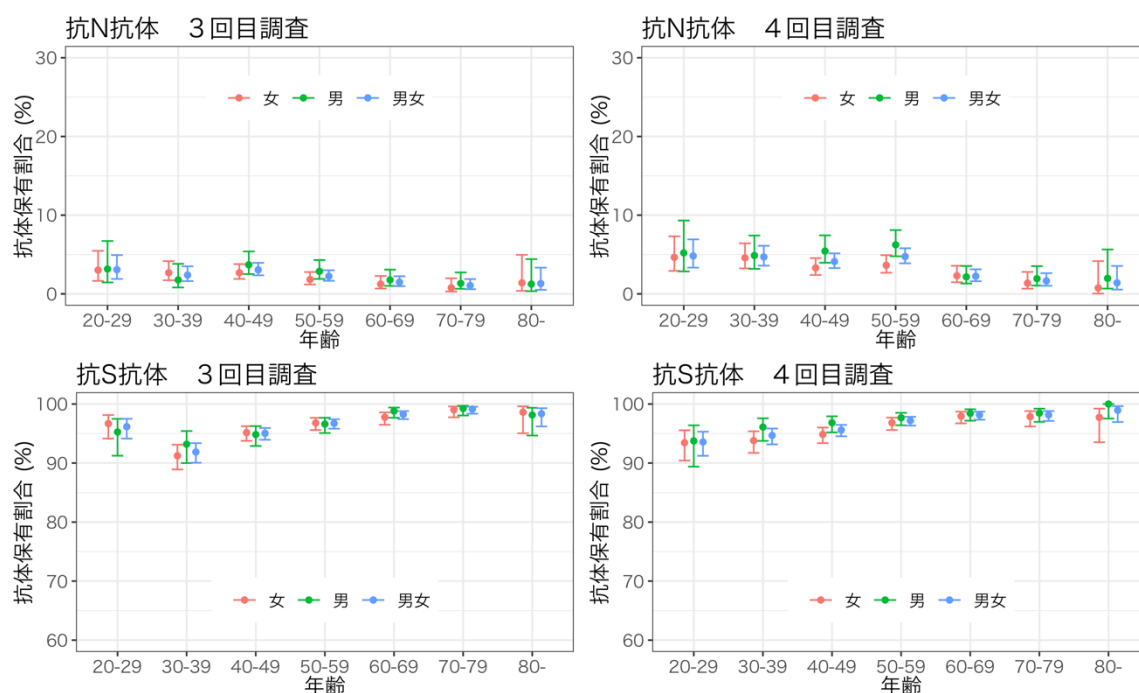 抗N抗体　３回目調査
抗体保有割合 (%)
30
20
10
0
女 男 男女
20-29 30-39 40-49 50-59 60-69 70-79 80-
年齢
抗N抗体　４回目調査
抗体保有割合 (%)
30
20
10
0
女 男 男女
20-29 30-39 40-49 50-59 60-69 70-79 80-
年齢
抗S抗体　３回目調査
抗体保有割合 (%)
100
90
80
70
60
女 男 男女
20-29 30-39 40-49 50-59 60-69 70-79 80-
年齢
抗S抗体　４回目調査
抗体保有割合 (%)
100
90
80
70
60
女 男 男女
20-29 30-39 40-49 50-59 60-69 70-79 80-
年齢